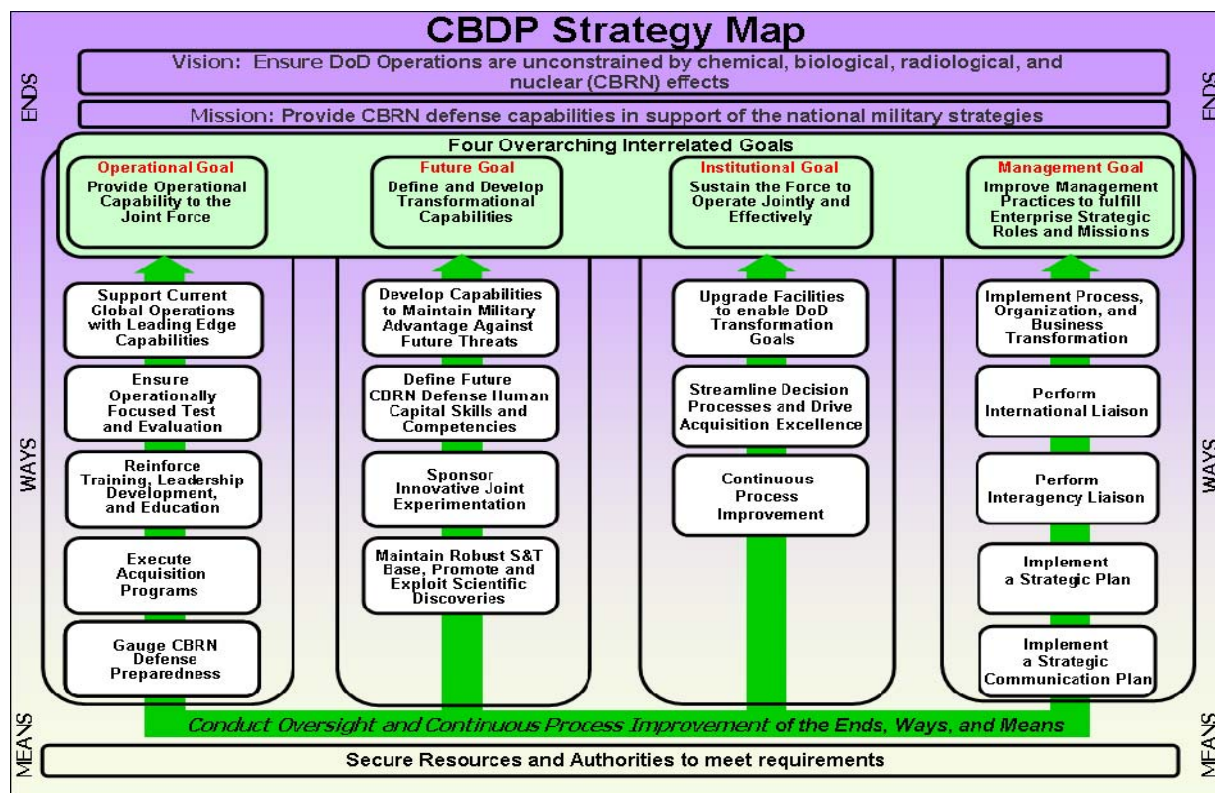 CBDP Strategy Map
ENDS
Vision: Ensure DoD Operations are unconstrained by chemical, biological, radiological, and
nuclear (CBRN) effects
ENDS
Mission: Provide CBRN defense capabilities in support of the national military strategies
Four Overarching Interrelated Goals
Operational Goal
Provide Operational
Capability to the
Joint Force
Future Goal
Define and Develop
Transformational
Capabilities
Institutional Goal
Sustain the Force to
Operate Jointly and
Effectively
Management Goal
Improve Management
Practices to fulfill
Enterprise Strategic
Roles and Missions
WAYS
Support Current
Global Operations
with Leading Edge
Capabilities
Ensure
Operationally
Focused Test
and Evaluation
Reinforce
Training, Leadership
Development,
and Education
Execute
Acquisition
Programs
Gauge CBRN
Defense
Preparedness
Develop Capabilities
to Maintain Military
Advantage Against
Future Threats
Define Future
CBRN Defense Human
Capital Skills and
Competencies
Sponsor
Innovative Joint
Experimentation
Maintain Robust S&T
Base, Promote and
Exploit Scientific
Discoveries
Upgrade Facilities
to enable DoD
Transformation
Goals
Streamline Decision
Processes and Drive
Acquisition Excellence
Continuous
Process
Improvement
Implement Process,
Organization, and
Business
Transformation
Perform
International Liaison
Perform
Interagency Liaison
Implement
a Strategic Plan
Implement
a Strategic
Communication Plan
WAYS
MEANS
Conduct Oversight and Continuous Process Improvement of the Ends, Ways, and Means
Secure Resources and Authorities to meet requirements
MEANS